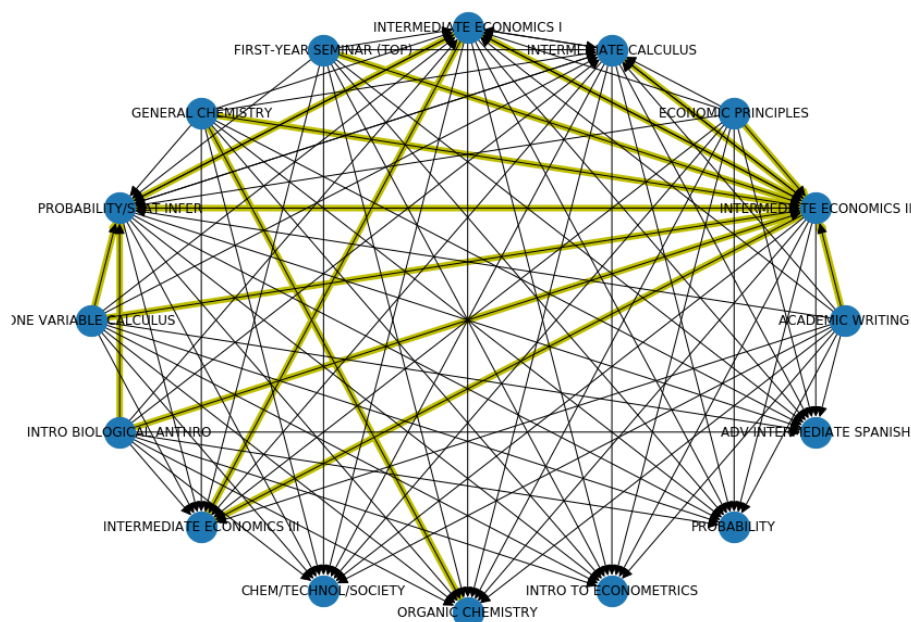 INTERMEDIATE ECONOMICS I
FIRST-YEAR SEMINAR (TOP)
INTERMEDIATE CALCULUS
GENERAL CHEMISTRY
ECONOMIC PRINCIPLES
PROBABILITY/STAT INFER
INTERMEDIATE ECONOMICS II
ONE VARIABLE CALCULUS
ACADEMIC WRITING
INTRO BIOLOGICAL ANTHRO
ADV INTERMEDIATE SPANISH
INTERMEDIATE ECONOMICS III
PROBABILITY
CHEM/TECHNOL/SOCIETY
INTRO TO ECONOMETRICS
ORGANIC CHEMISTRY